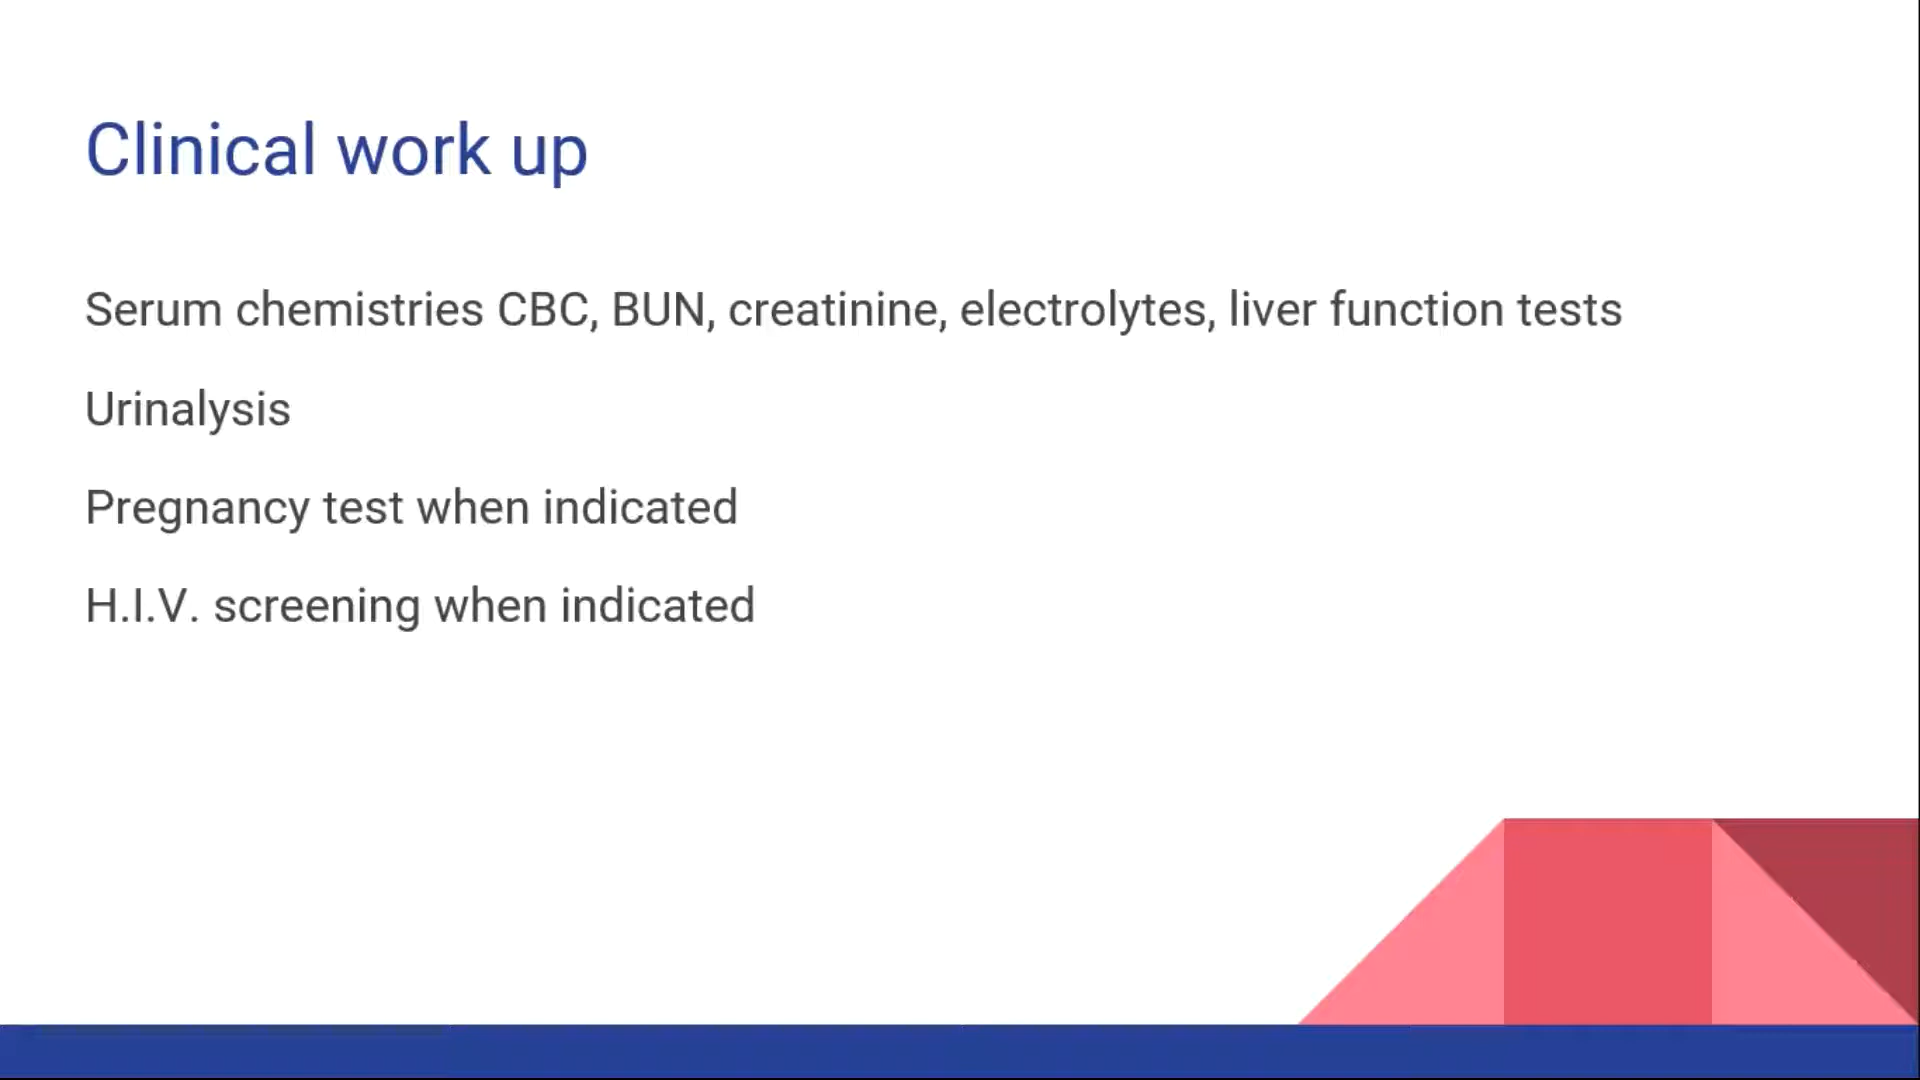 Clinical work up
Serum chemistries CBC, BUN, creatinine, electrolytes, liver function tests
Urinalysis
Pregnancy test when indicated
H.I.V. screening when indicated